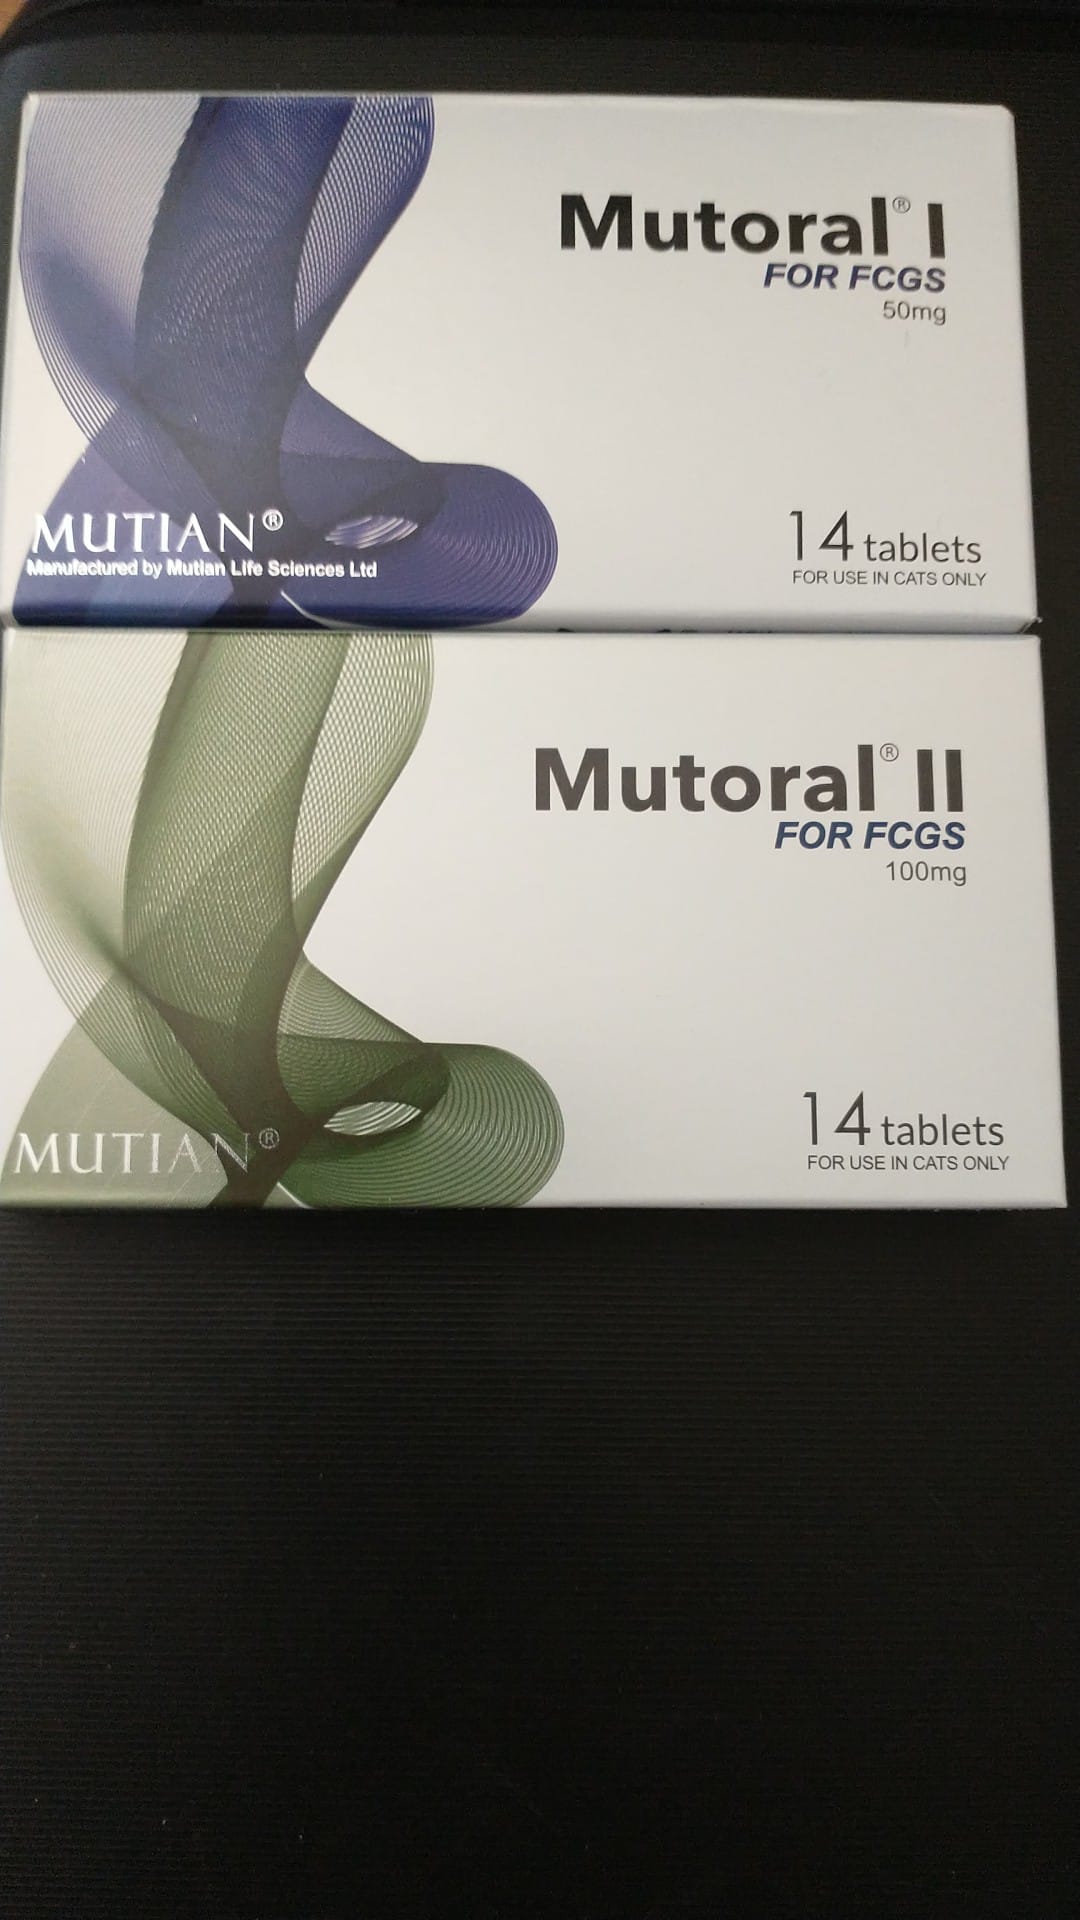 Mutoral® I
FOR FCGS
50mg
MUTIAN®
Manufactured by Mutian Life Sciences Ltd
14 tablets
FOR USE IN CATS ONLY
Mutoral® II
FOR FCGS
100mg
MUTIAN®
14 tablets
FOR USE IN CATS ONLY